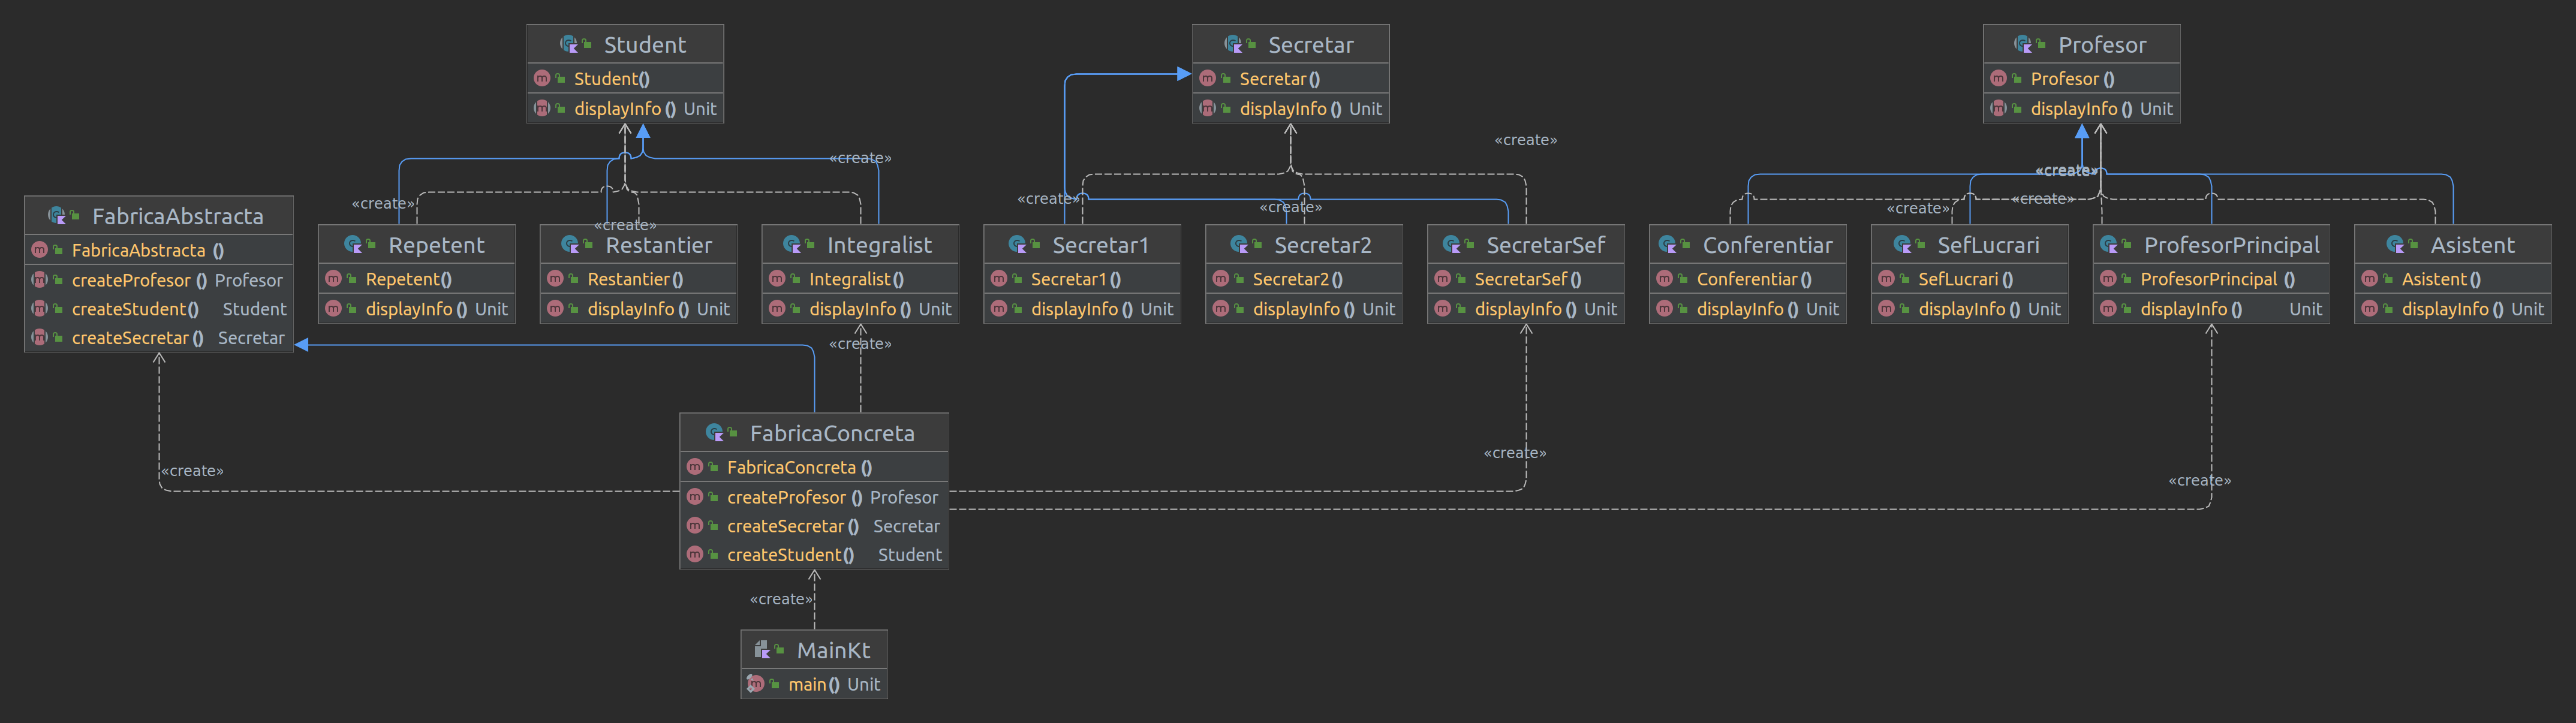 Student
Student()
displayInfo() Unit
Secretar
Secretar()
displayInfo() Unit
Profesor
Profesor()
displayInfo() Unit
«create»
«create»
«create»
«create»
«create»
«create»
«create»
«create»
«create»
«create»
FabricaAbstracta
FabricaAbstracta()
createProfesor() Profesor
createStudent() Student
createSecretar() Secretar
Repetent
Repetent()
displayInfo() Unit
Restantier
Restantier()
displayInfo() Unit
Integralist
Integralist()
displayInfo() Unit
Secretar1
Secretar1()
displayInfo() Unit
Secretar2
Secretar2()
displayInfo() Unit
SecretarSef
SecretarSef()
displayInfo() Unit
Conferentiar
Conferentiar()
displayInfo() Unit
SefLucrari
SefLucrari()
displayInfo() Unit
ProfesorPrincipal
ProfesorPrincipal()
displayInfo() Unit
Asistent
Asistent()
displayInfo() Unit
«create»
FabricaConcreta
FabricaConcreta()
createProfesor() Profesor
createSecretar() Secretar
createStudent() Student
«create»
«create»
«create»
«create»
MainKt
main() Unit